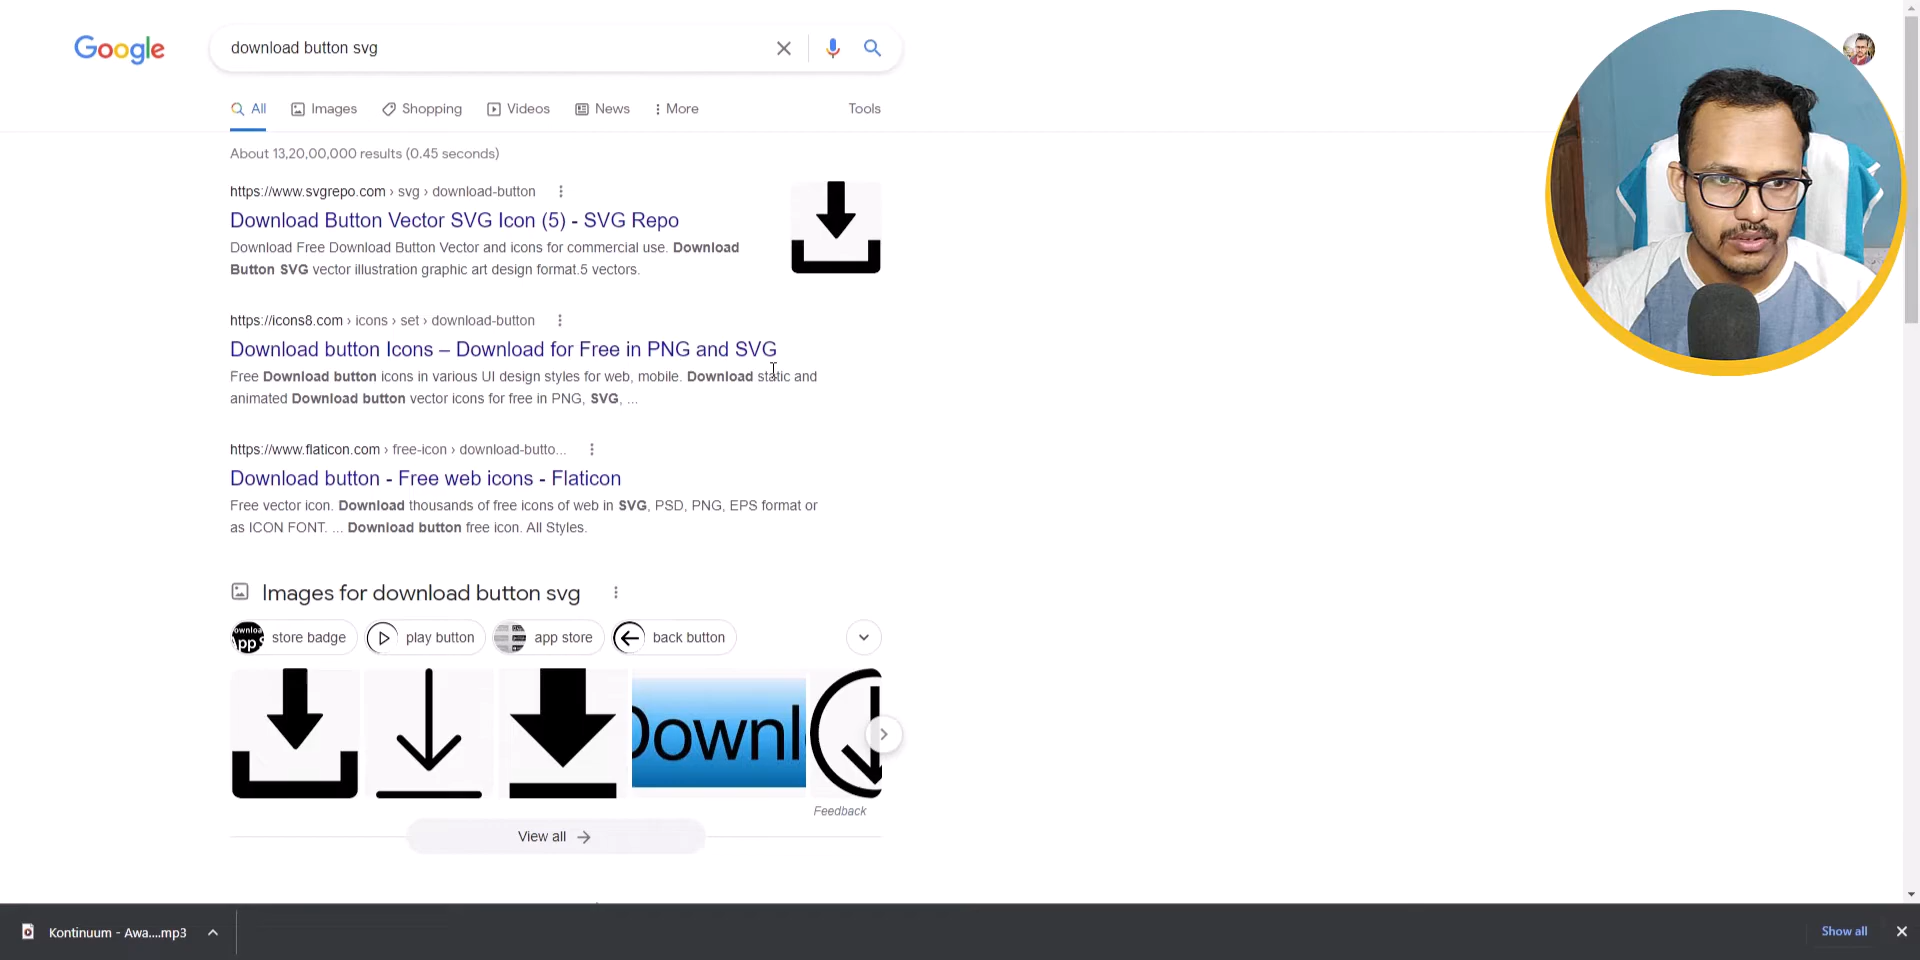 Google
download button svg
All Images Shopping Videos News More Tools
About 13,20,00,000 results (0.45 seconds)
https://www.svgrepo.com › svg › download-button
Download Button Vector SVG Icon (5) - SVG Repo
Download Free Download Button Vector and icons for commercial use. Download
Button SVG vector illustration graphic art design format.5 vectors.
https://icons8.com › icons › set › download-button
Download button Icons – Download for Free in PNG and SVG
Free Download button icons in various UI design styles for web, mobile. Download static and
animated Download button vector icons for free in PNG, SVG, ...
https://www.flaticon.com › free-icon › download-butto...
Download button - Free web icons - Flaticon
Free vector icon. Download thousands of free icons of web in SVG, PSD, PNG, EPS format or
as ICON FONT. ... Download button free icon. All Styles.
Images for download button svg
store badge play button app store back button
Downl
Feedback
View all
Kontinuum - Awa....mp3
Show all